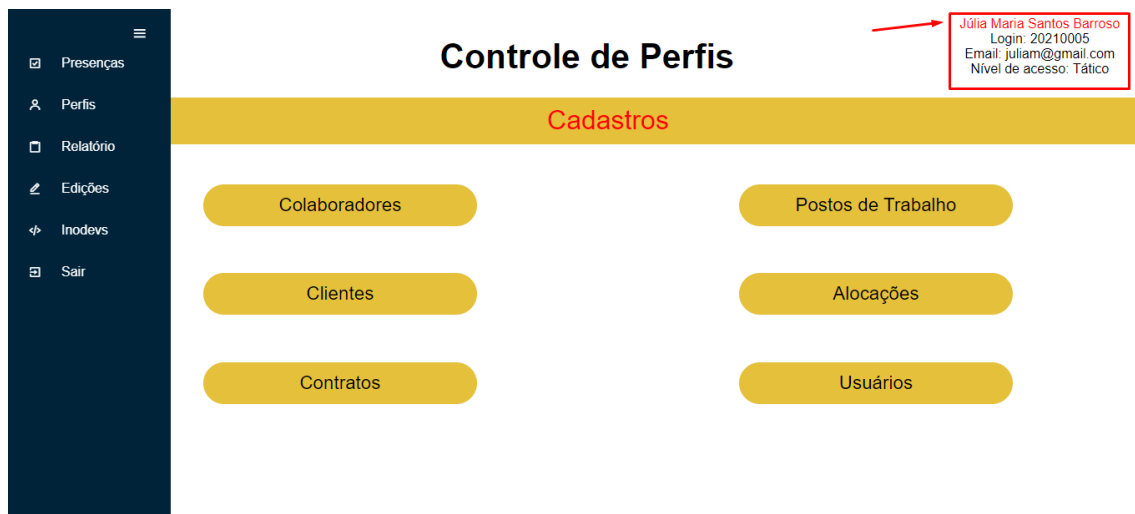 Presenças
Perfis
Relatório
Edições
Inodevs
Sair
Controle de Perfis
Júlia Maria Santos Barroso
Login: 20210005
Email: juliam@gmail.com
Nível de acesso: Tático
Cadastros
Colaboradores
Postos de Trabalho
Clientes
Alocações
Contratos
Usuários